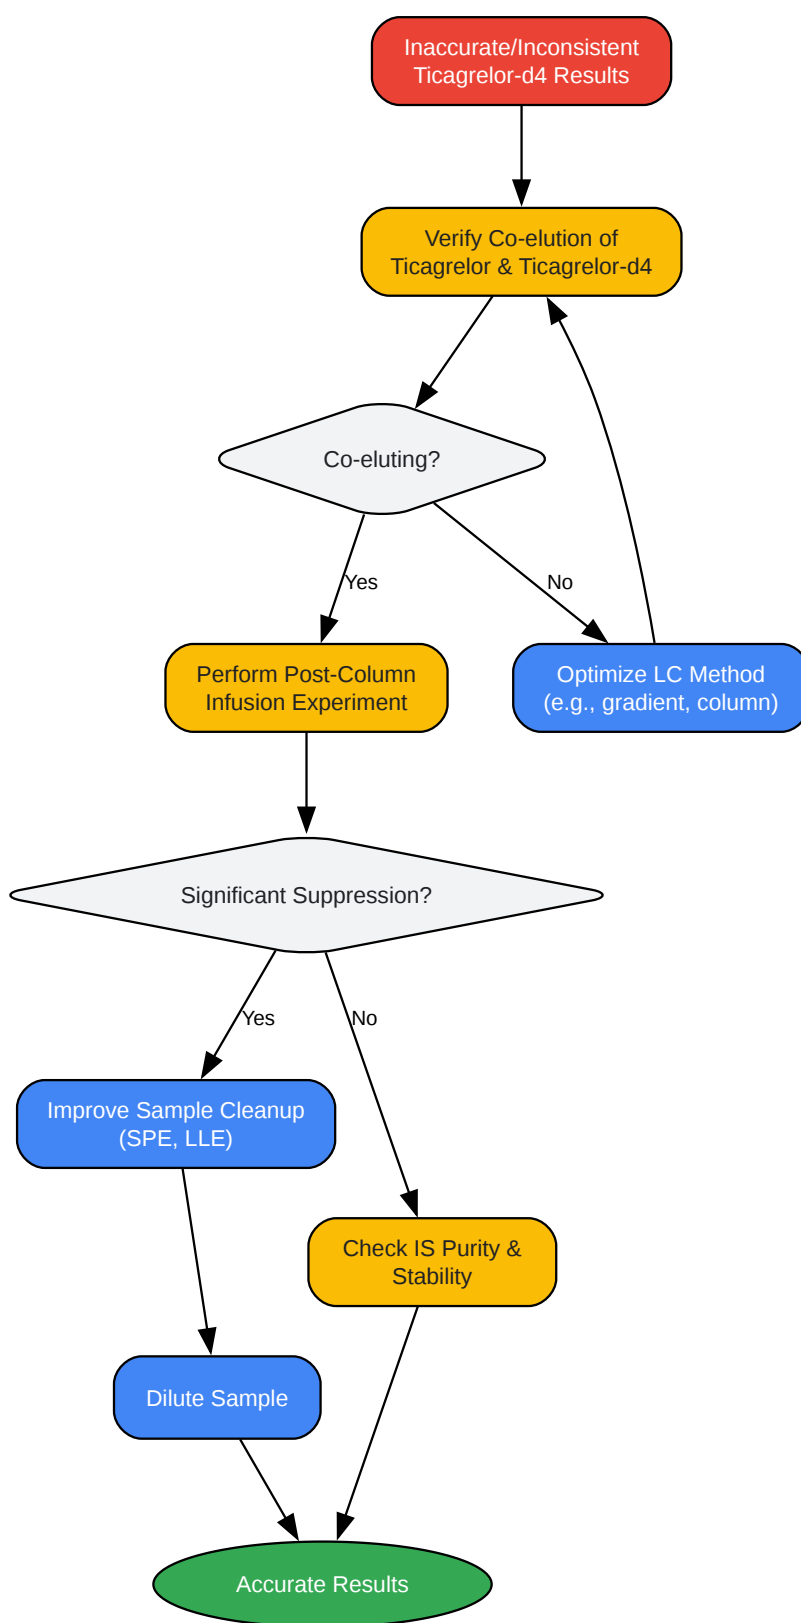 Inaccurate/Inconsistent
Ticagrelor-d4 Results
Verify Co-elution of
Ticagrelor & Ticagrelor-d4
Co-eluting?
Yes
No
Perform Post-Column
Infusion Experiment
Optimize LC Method
(e.g., gradient, column)
Significant Suppression?
Yes
No
Improve Sample Cleanup
(SPE, LLE)
Check IS Purity &
Stability
Dilute Sample
Accurate Results